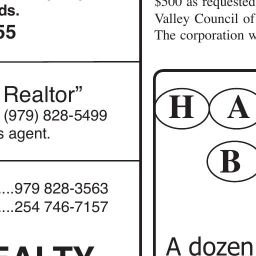 ds.
55
Realtor”
(979) 828-5499
s agent.
....979 828-3563
....254 746-7157
EALTY
$500 as requested
Valley Council of
The corporation w
H A
B
A dozen